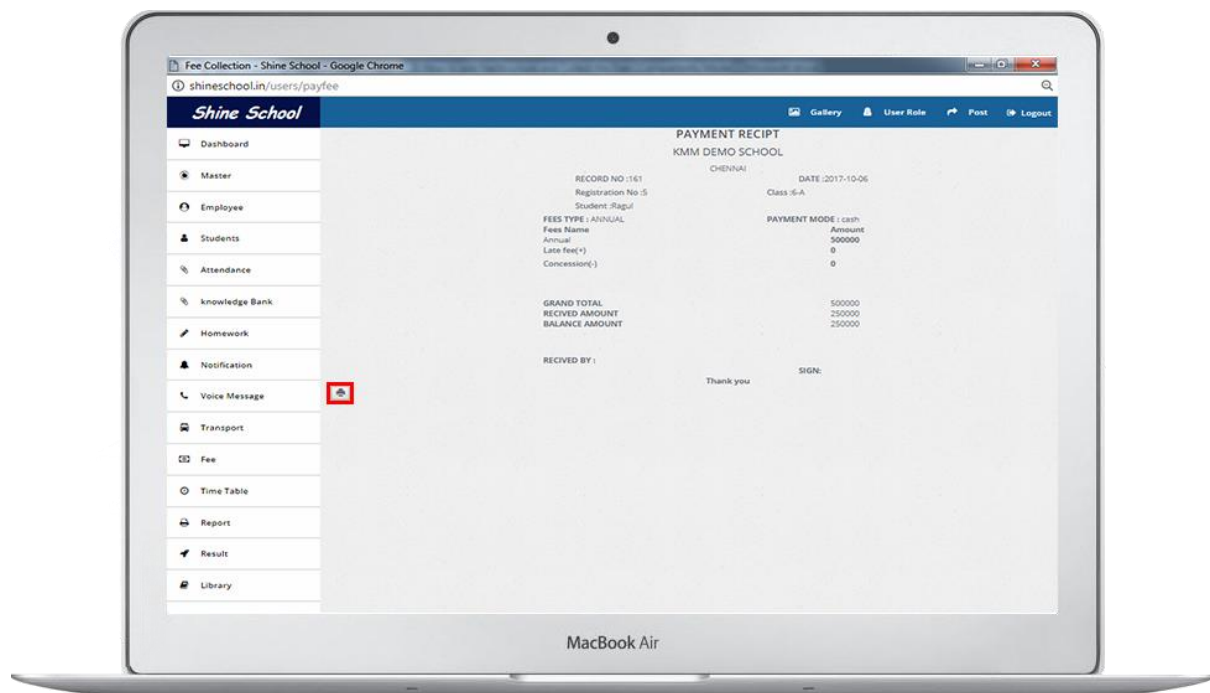 Fee Collection - Shine School - Google Chrome
shineschool.in/users/payfee
Shine School
Gallery User Role Post Logout
Dashboard
Master
Employee
Students
Attendance
knowledge Bank
Homework
Notification
Voice Message
Transport
Fee
Time Table
Report
Result
Library
PAYMENT RECIPT
KMM DEMO SCHOOL
CHENNAI
RECORD NO :161 DATE :2017-10-06
Registration No :5 Class :6-A
Student :Ragul
FEES TYPE : ANNUAL PAYMENT MODE : cash
Fees Name Amount
Annual 500000
Late fee(+) 0
Concession(-) 0
GRAND TOTAL 500000
RECIVED AMOUNT 250000
BALANCE AMOUNT 250000
RECIVED BY :
SIGN:
Thank you
MacBook Air